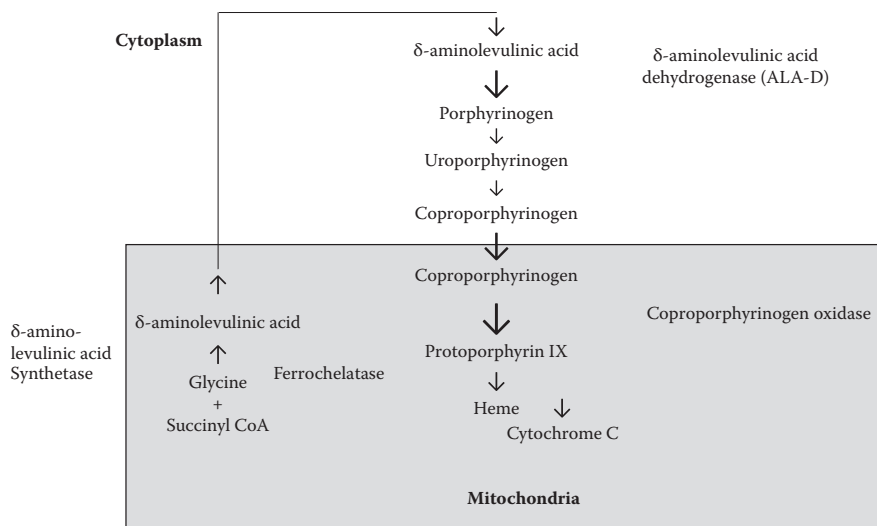 Cytoplasm
δ-aminolevulinic acid
δ-aminolevulinic acid
dehydrogenase (ALA-D)
Porphyrinogen
Uroporphyrinogen
Coproporphyrinogen
Coproporphyrinogen
δ-amino-
levulinic acid
Synthetase
δ-aminolevulinic acid
Coproporphyrinogen oxidase
Protoporphyrin IX
Ferrochelatase
Glycine
+
Succinyl CoA
Heme
Cytochrome C
Mitochondria